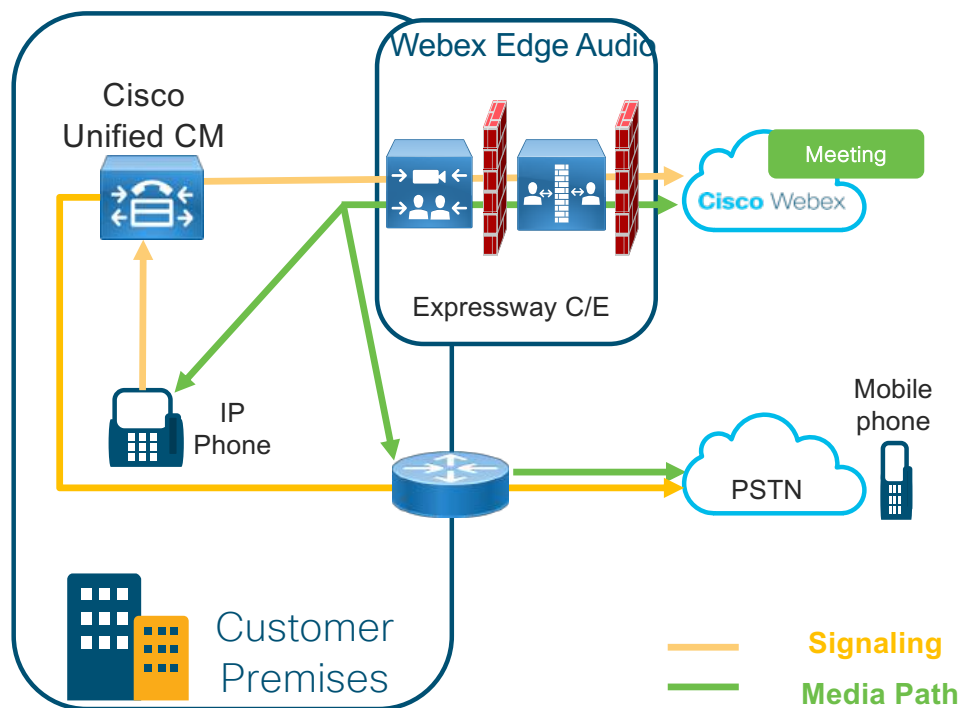 Webex Edge Audio
Cisco
Unified CM
Meeting
Cisco Webex
Expressway C/E
IP
Phone
Mobile
phone
PSTN
Customer
Premises
Signaling
Media Path